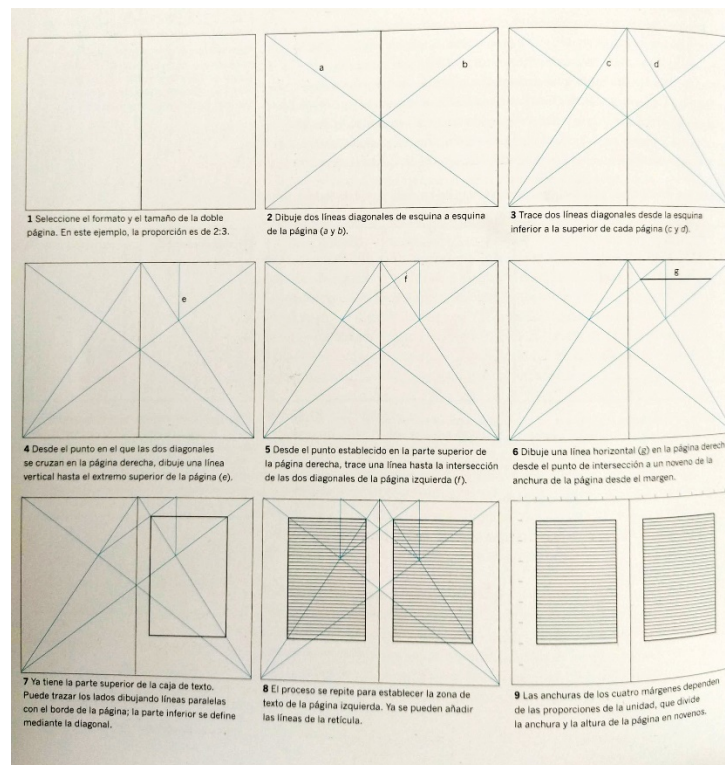 a
b
c
d
1 Seleccione el formato y el tamaño de la doble
página. En este ejemplo, la proporción es de 2:3.
2 Dibuje dos líneas diagonales de esquina a esquina
de la página (a y b).
3 Trace dos líneas diagonales desde la esquina
inferior a la superior de cada página (c y d).
e
f
g
4 Desde el punto en el que las dos diagonales
se cruzan en la página derecha, dibuje una línea
vertical hasta el extremo superior de la página (e).
5 Desde el punto establecido en la parte superior de
la página derecha, trace una línea hasta la intersección
de las dos diagonales de la página izquierda (f).
6 Dibuje una línea horizontal (g) en la página derech
desde el punto de intersección a un noveno de la
anchura de la página desde el margen.
7 Ya tiene la parte superior de la caja de texto.
Puede trazar los lados dibujando líneas paralelas
con el borde de la página; la parte inferior se define
mediante la diagonal.
8 El proceso se repite para establecer la zona de
texto de la página izquierda. Ya se pueden añadir
las líneas de la retícula.
9 Las anchuras de los cuatro márgenes dependen
de las proporciones de la unidad, que divide
la anchura y la altura de la página en novenos.